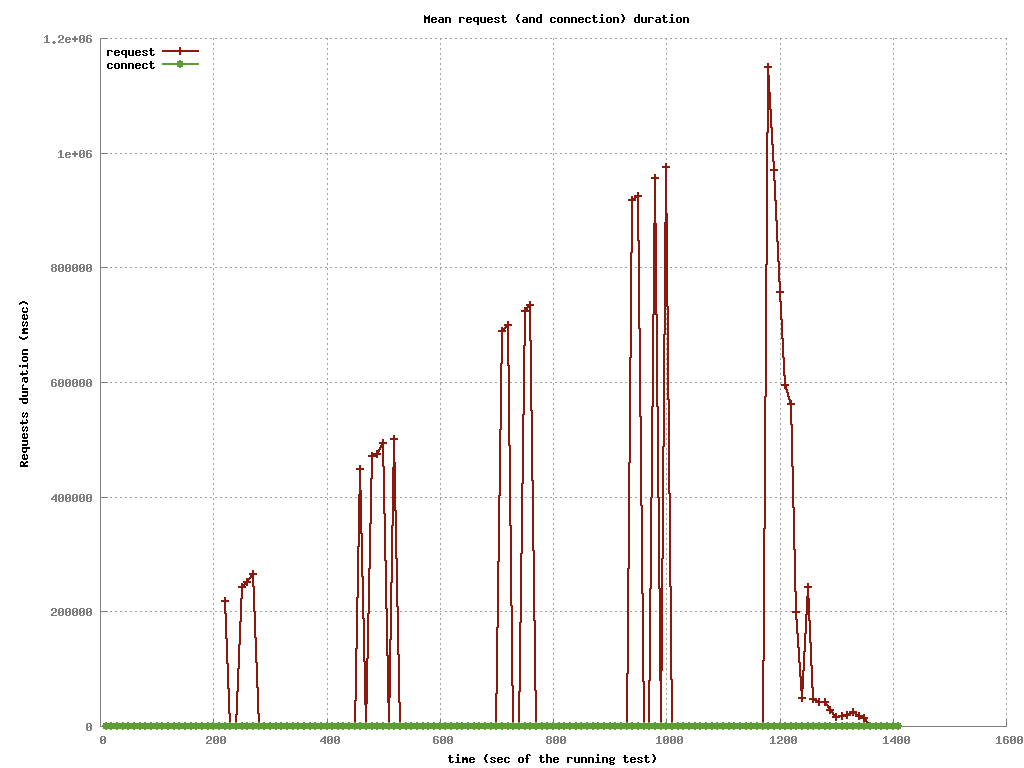 Mean request (and connection) duration
1.2e+06
1e+06
800000
600000
400000
200000
0
request
connect
Requests duration (msec)
0 200 400 600 800 1000 1200 1400 1600
time (sec of the running test)